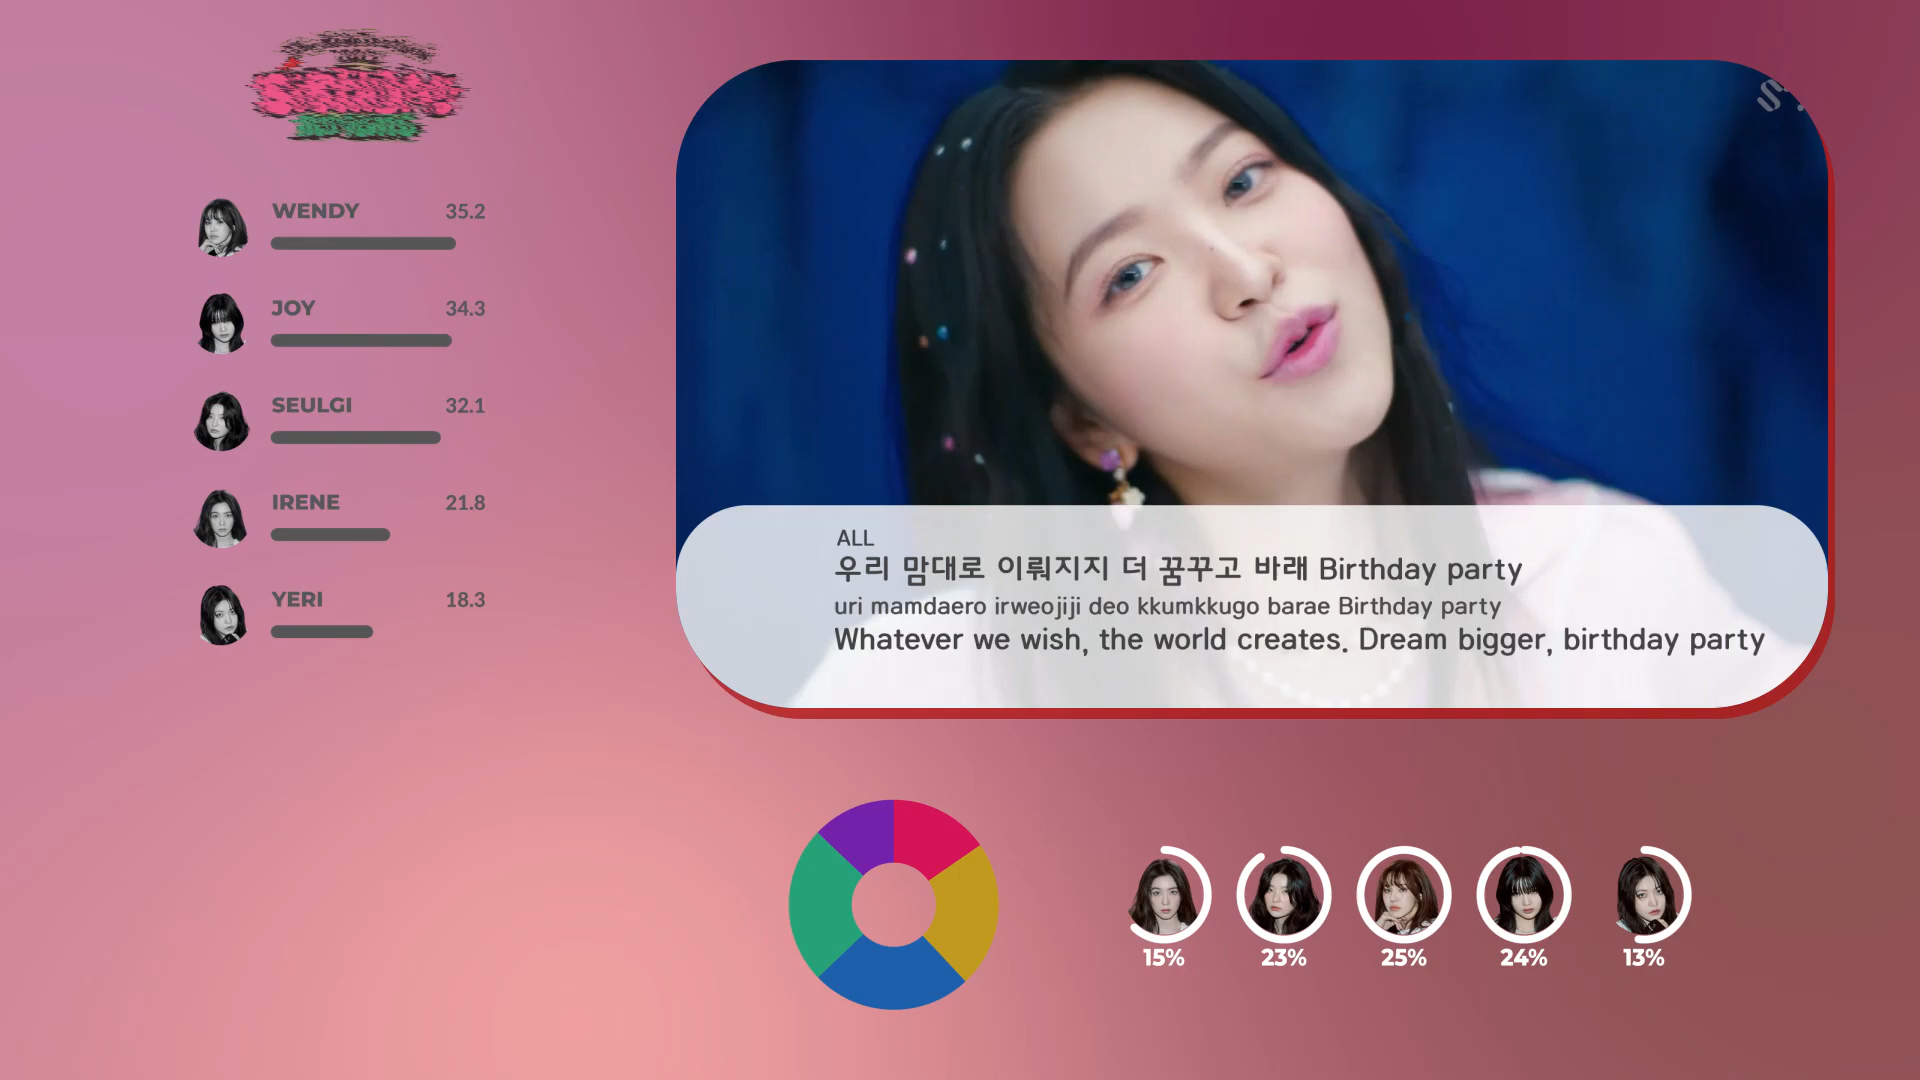 WENDY 35.2
JOY 34.3
SEULGI 32.1
IRENE 21.8
YERI 18.3
ALL
우리 맘대로 이뤄지지 더 꿈꾸고 바래 Birthday party
uri mamdaero irweojiji deo kkumkkugo barae Birthday party
Whatever we wish, the world creates. Dream bigger, birthday party
15% 23% 25% 24% 13%